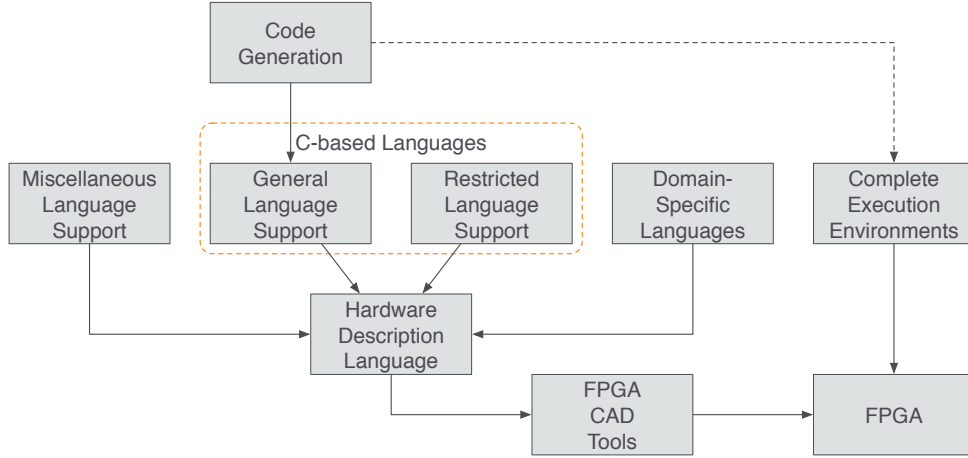 Code
Generation
C-based Languages
Miscellaneous
Language
Support
General
Language
Support
Restricted
Language
Support
Domain-
Specific
Languages
Complete
Execution
Environments
Hardware
Description
Language
FPGA
CAD
Tools
FPGA